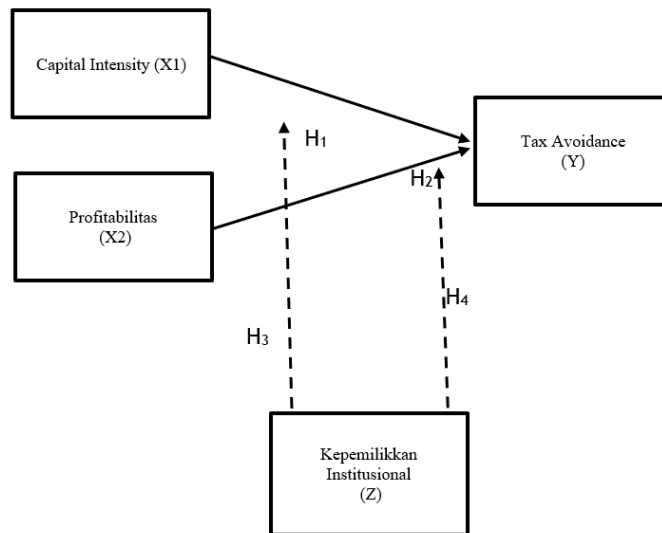 Capital Intensity (X1)
Tax Avoidance
(Y)
H₁
H₂
Profitabilitas
(X2)
H₄
H₃
Kepemilikkan
Institusional
(Z)